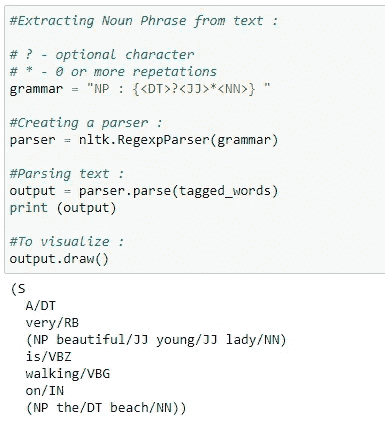 #Extracting Noun Phrase from text :
# ? - optional character
# * - 0 or more repetations
grammar = "NP : {<DT>?<JJ>*<NN>} "
#Creating a parser :
parser = nltk.RegexpParser(grammar)
#Parsing text :
output = parser.parse(tagged_words)
print (output)
#To visualize :
output.draw()
(S
A/DT
very/RB
(NP beautiful/JJ young/JJ lady/NN)
is/VBZ
walking/VBG
on/IN
(NP the/DT beach/NN))